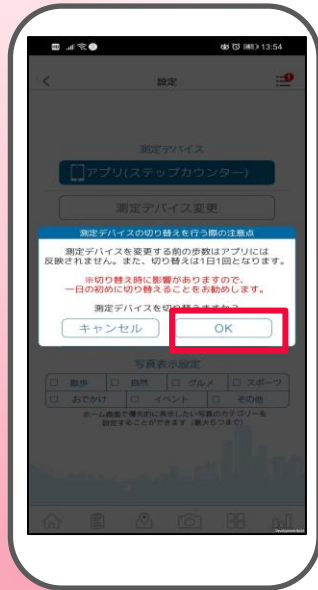 13:54
設定
測定デバイス
アプリ(ステップカウンター)
測定デバイス変更
測定デバイスの切り替えを行う際の注意点
測定デバイスを変更する前の歩数はアプリには
反映されません。また、切り替えは1日1回となります。
※切り替え時に影響がありますので、
一日の初めに切り替えることをお勧めします。
測定デバイスを切り替えますか？
キャンセル
OK
写真表示設定
散歩 自然 グルメ スポーツ
おでかけ イベント その他
ホーム画面で優先的に表示したい写真のカテゴリーを
設定することができます（最大5つまで）